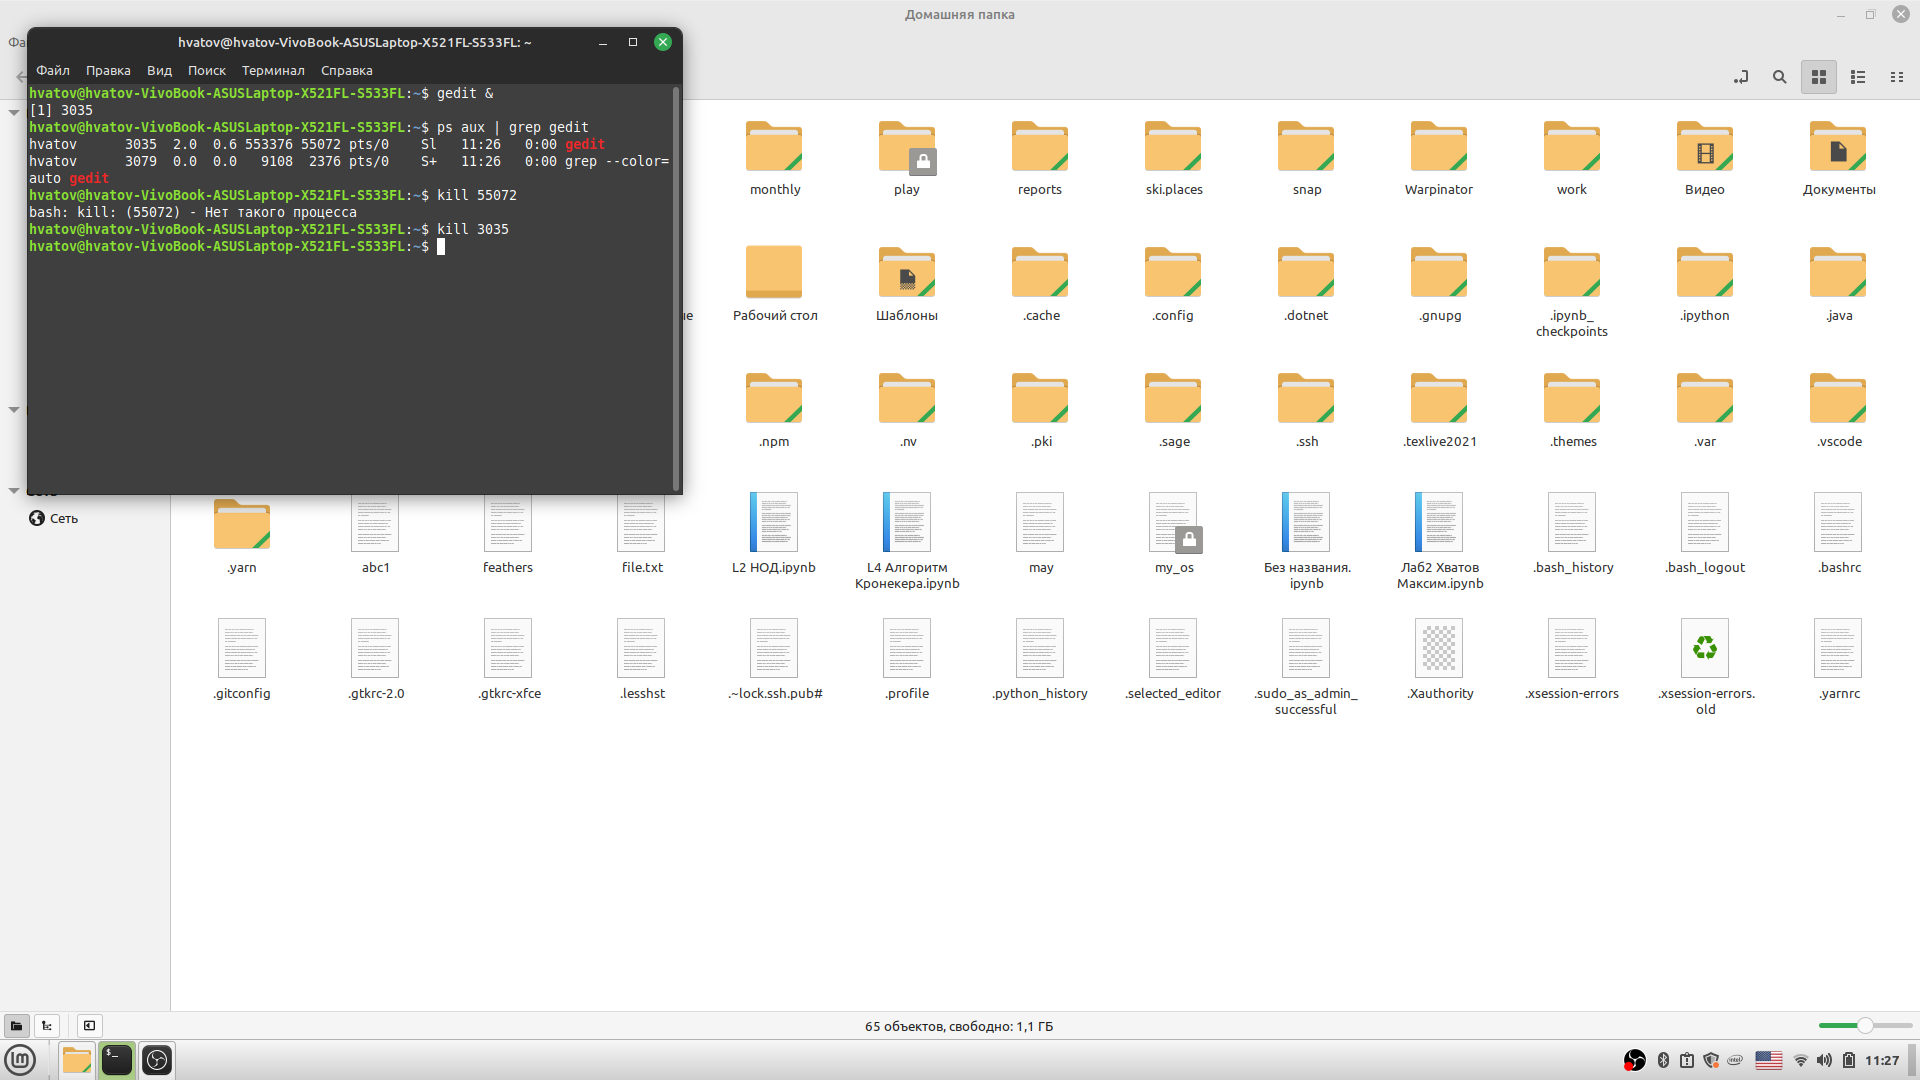 Домашняя папка
hvatov@hvatov-VivoBook-ASUSLaptop-X521FL-S533FL: ~
Файл Правка Вид Поиск Терминал Справка
hvatov@hvatov-VivoBook-ASUSLaptop-X521FL-S533FL:~$ gedit &
[1] 3035
hvatov@hvatov-VivoBook-ASUSLaptop-X521FL-S533FL:~$ ps aux | grep gedit
hvatov 3035 2.0 0.6 553376 55072 pts/0 Sl 11:26 0:00 gedit
hvatov 3079 0.0 0.0 9108 2376 pts/0 S+ 11:26 0:00 grep --color=
auto gedit
hvatov@hvatov-VivoBook-ASUSLaptop-X521FL-S533FL:~$ kill 55072
bash: kill: (55072) - Нет такого процесса
hvatov@hvatov-VivoBook-ASUSLaptop-X521FL-S533FL:~$ kill 3035
hvatov@hvatov-VivoBook-ASUSLaptop-X521FL-S533FL:~$
monthly play reports ski.places snap Warpinator work Видео Документы
Рабочий стол Шаблоны .cache .config .dotnet .gnupg .ipynb_ .ipython .java
checkpoints
.npm .nv .pki .sage .ssh .texlive2021 .themes .var .vscode
Сеть
.yarn abc1 feathers file.txt L2 НОД.ipynb L4 Алгоритм may my_os Без названия. Лаб2 Хватов .bash_history .bash_logout .bashrc
Кронекера.ipynb ipynb Максим.ipynb
.gitconfig .gtkrc-2.0 .gtkrc-xfce .lesshst .~lock.ssh.pub# .profile .python_history .selected_editor .sudo_as_admin_ .Xauthority .xsession-errors .xsession-errors. .yarnrc
successful old
65 объектов, свободно: 1,1 ГБ
11:27